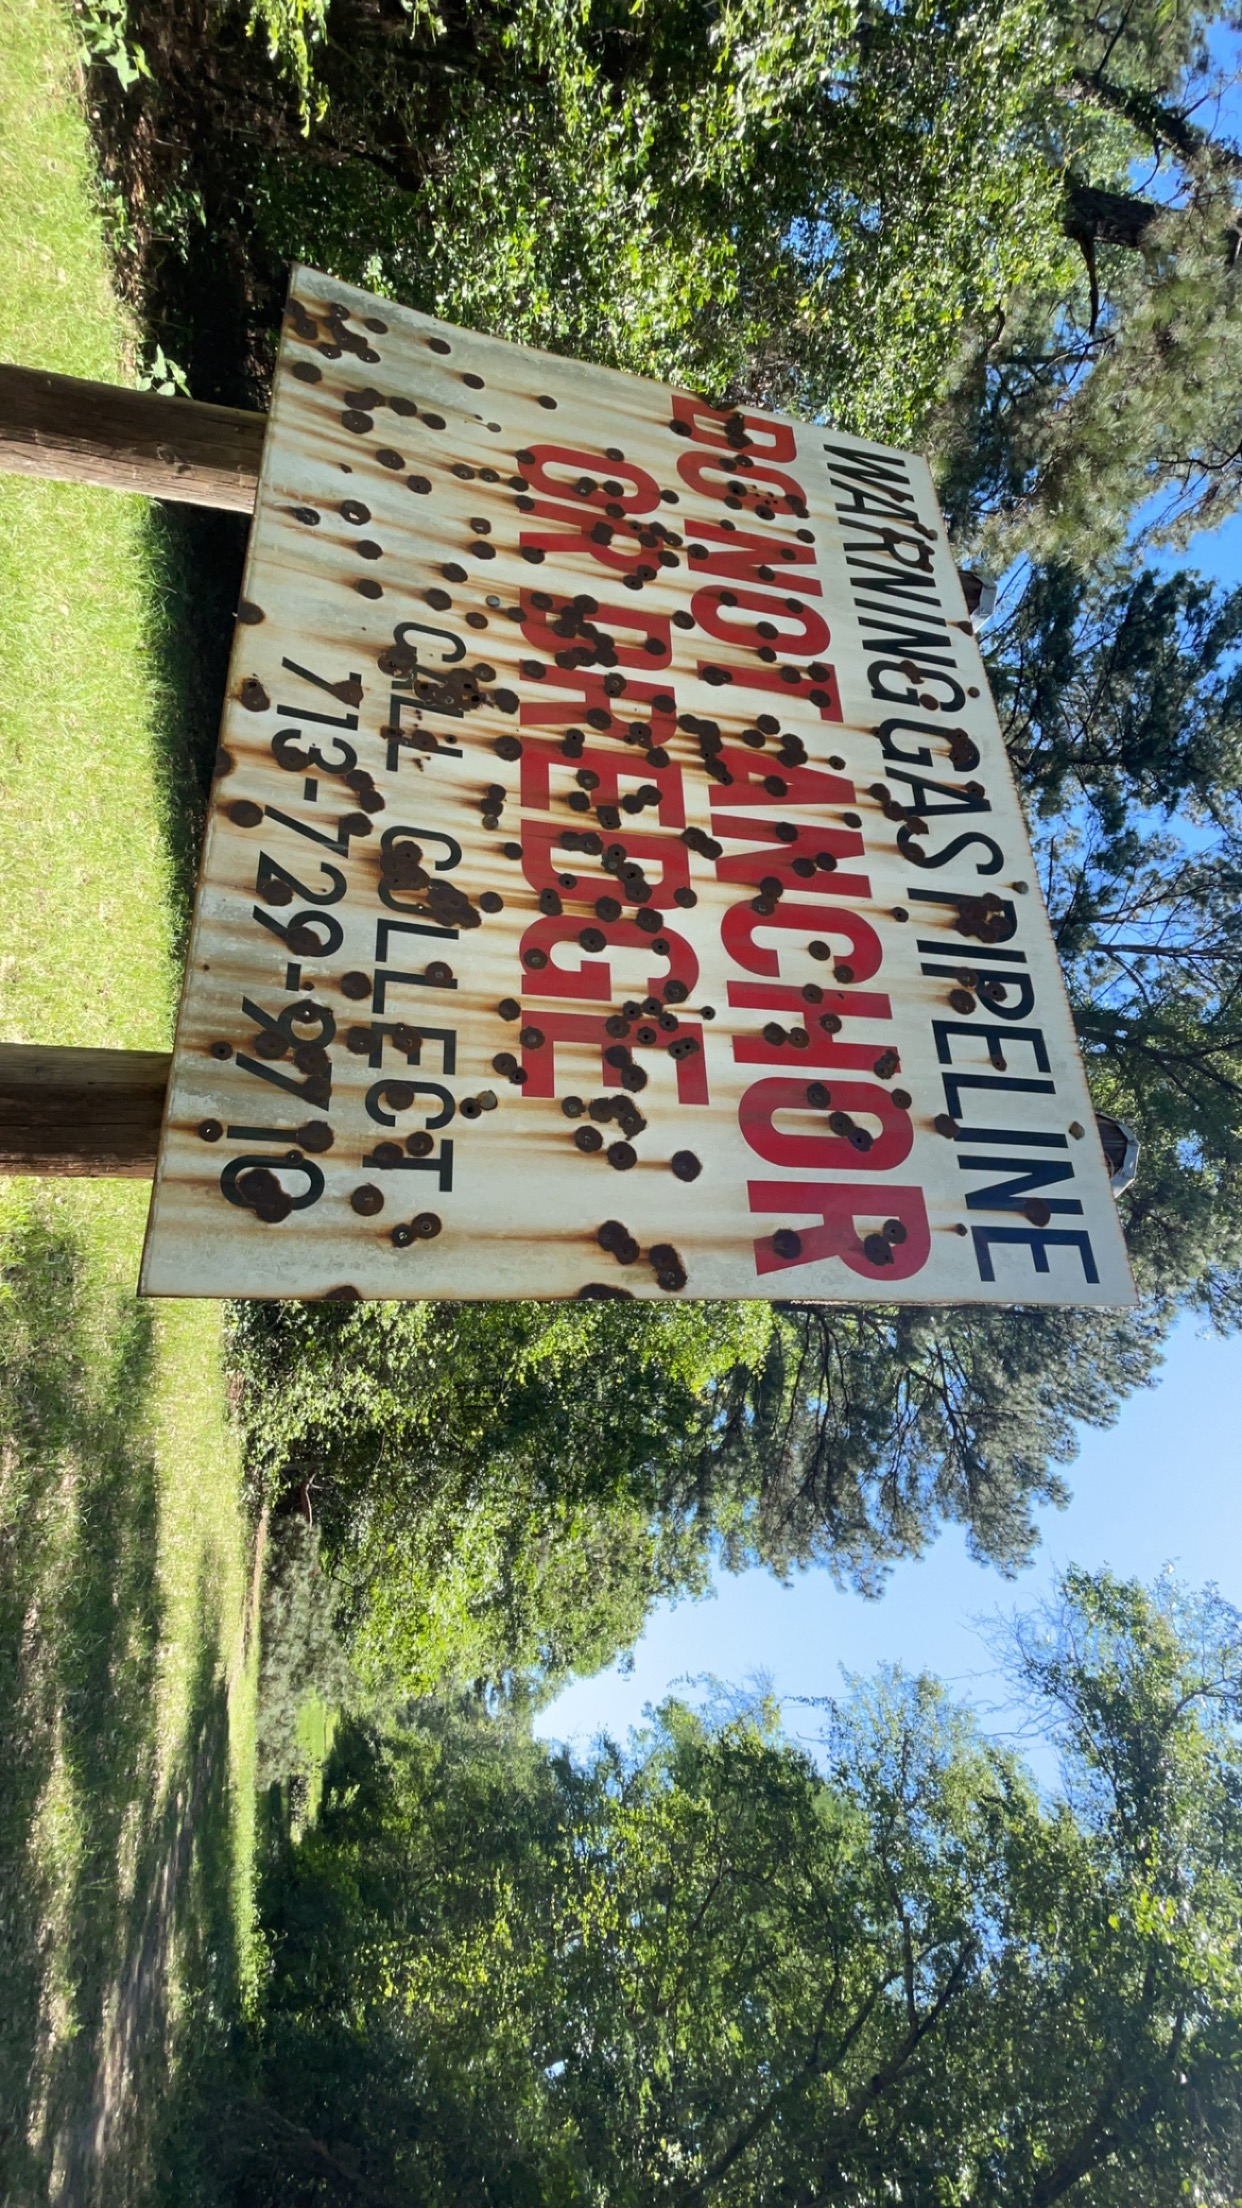 WARNING GAS PIPELINE
DO NOT ANCHOR
OR DREDGE
CALL COLLECT
713-729-9710